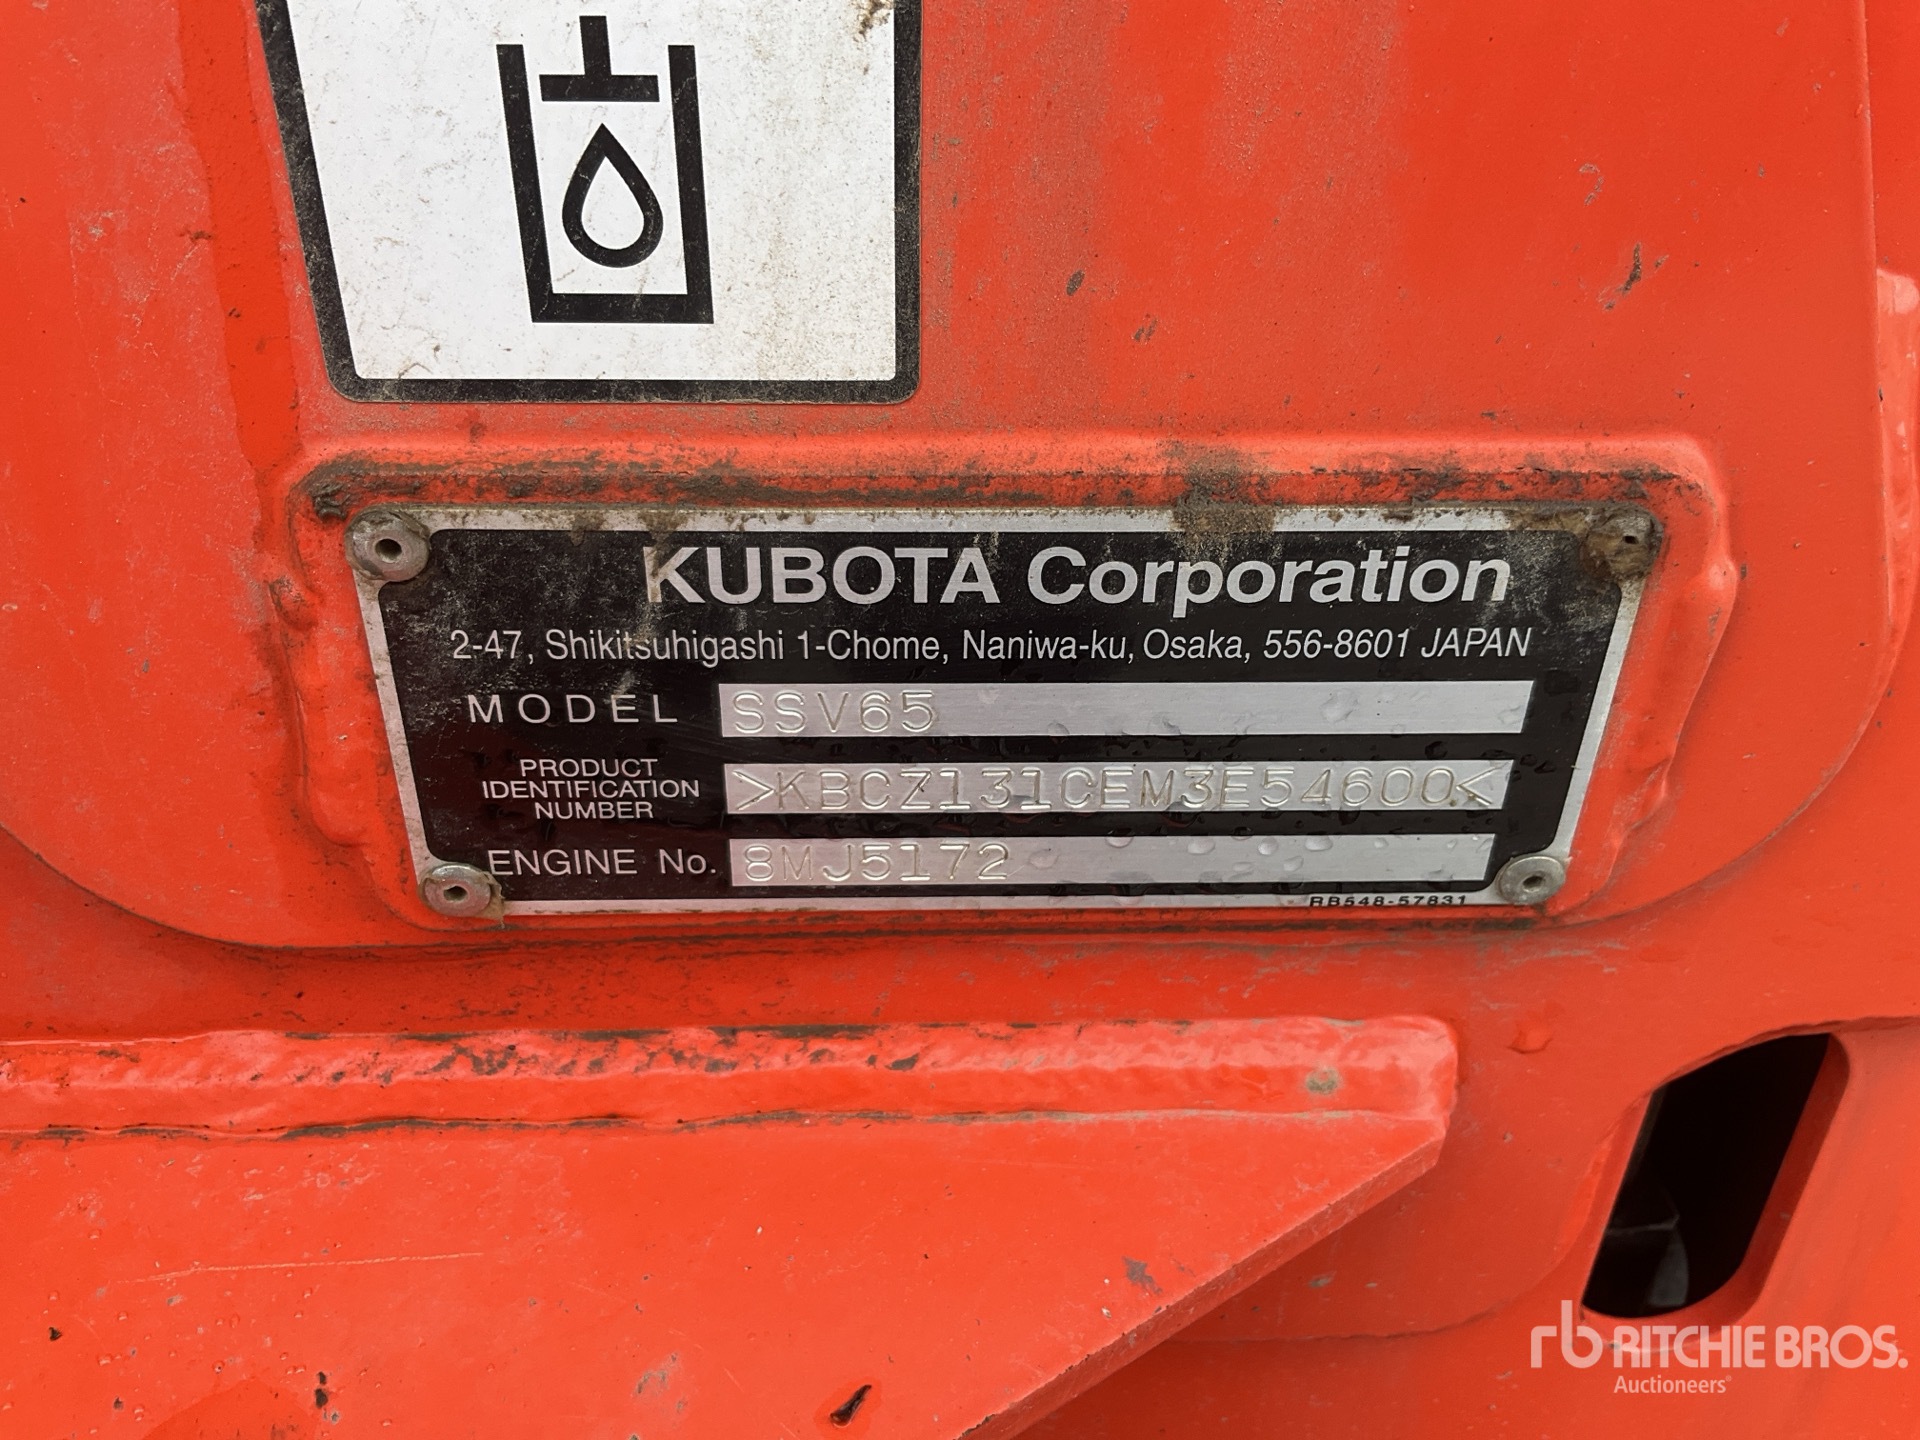 KUBOTA Corporation
2-47, Shikitsuhigashi 1-Chome, Naniwa-ku, Osaka, 556-8601 JAPAN
MODEL SSV65
PRODUCT
IDENTIFICATION
NUMBER
>KBCZ131CEM3E54600<
ENGINE No. 8MJ5172
RB548-57831
rb RITCHIE BROS.
Auctioneers